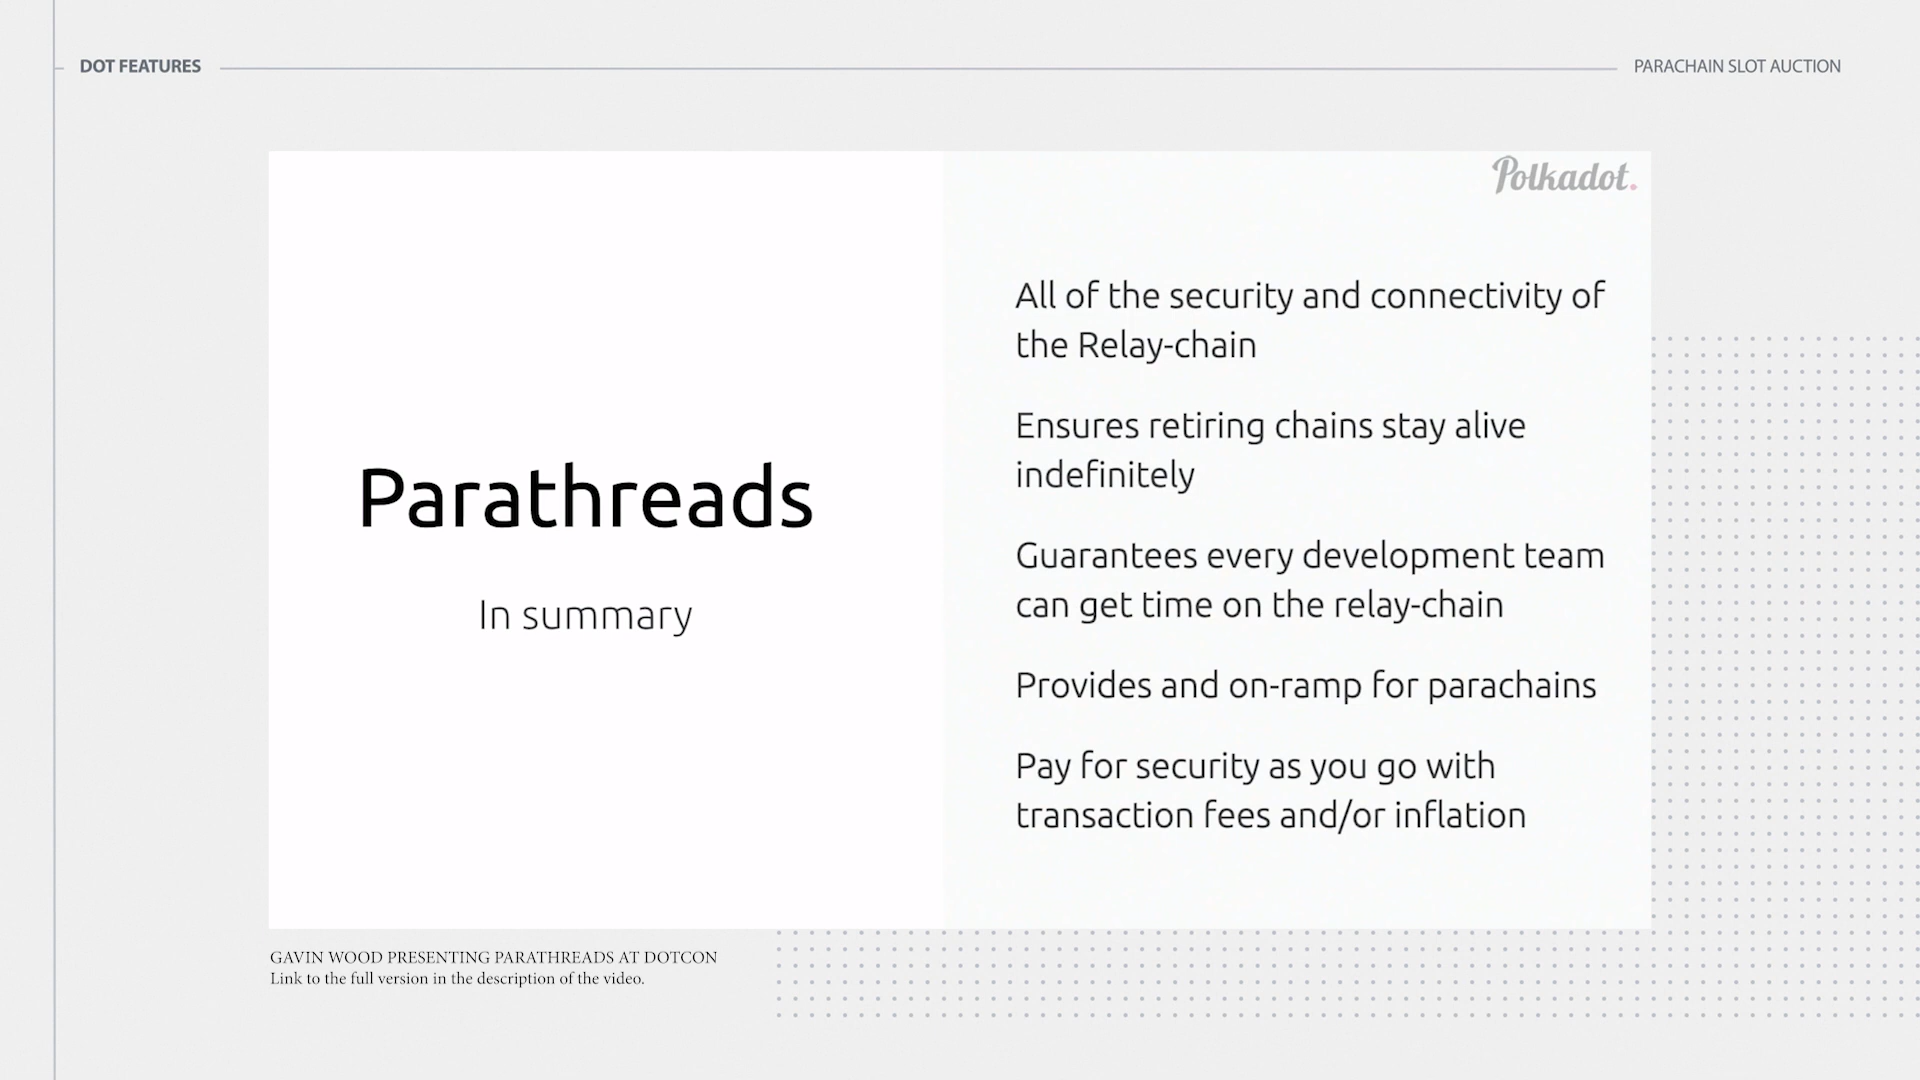 DOT FEATURES
PARACHAIN SLOT AUCTION
Polkadot.
Parathreads
In summary
All of the security and connectivity of
the Relay-chain
Ensures retiring chains stay alive
indefinitely
Guarantees every development team
can get time on the relay-chain
Provides and on-ramp for parachains
Pay for security as you go with
transaction fees and/or inflation
GAVIN WOOD PRESENTING PARATHREADS AT DOTCON
Link to the full version in the description of the video.